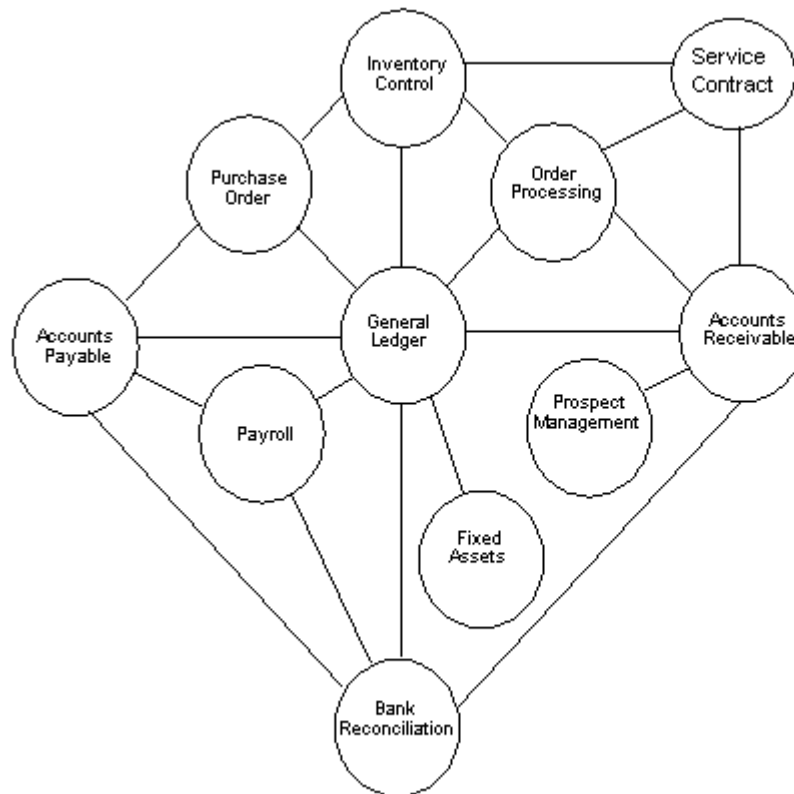 Inventory
Control
Service
Contract
Purchase
Order
Order
Processing
Accounts
Payable
General
Ledger
Accounts
Receivable
Payroll
Prospect
Management
Fixed
Assets
Bank
Reconciliation